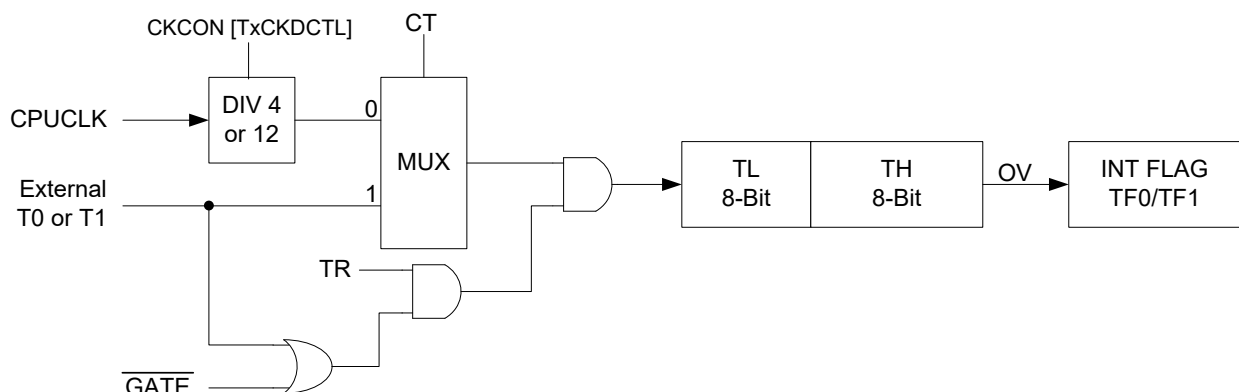 CKCON [TxCKDCTL]
CT
CPUCLK
DIV 4
or 12
0
MUX
External
T0 or T1
1
TL
8-Bit
TH
8-Bit
OV
INT FLAG
TF0/TF1
TR
GATE